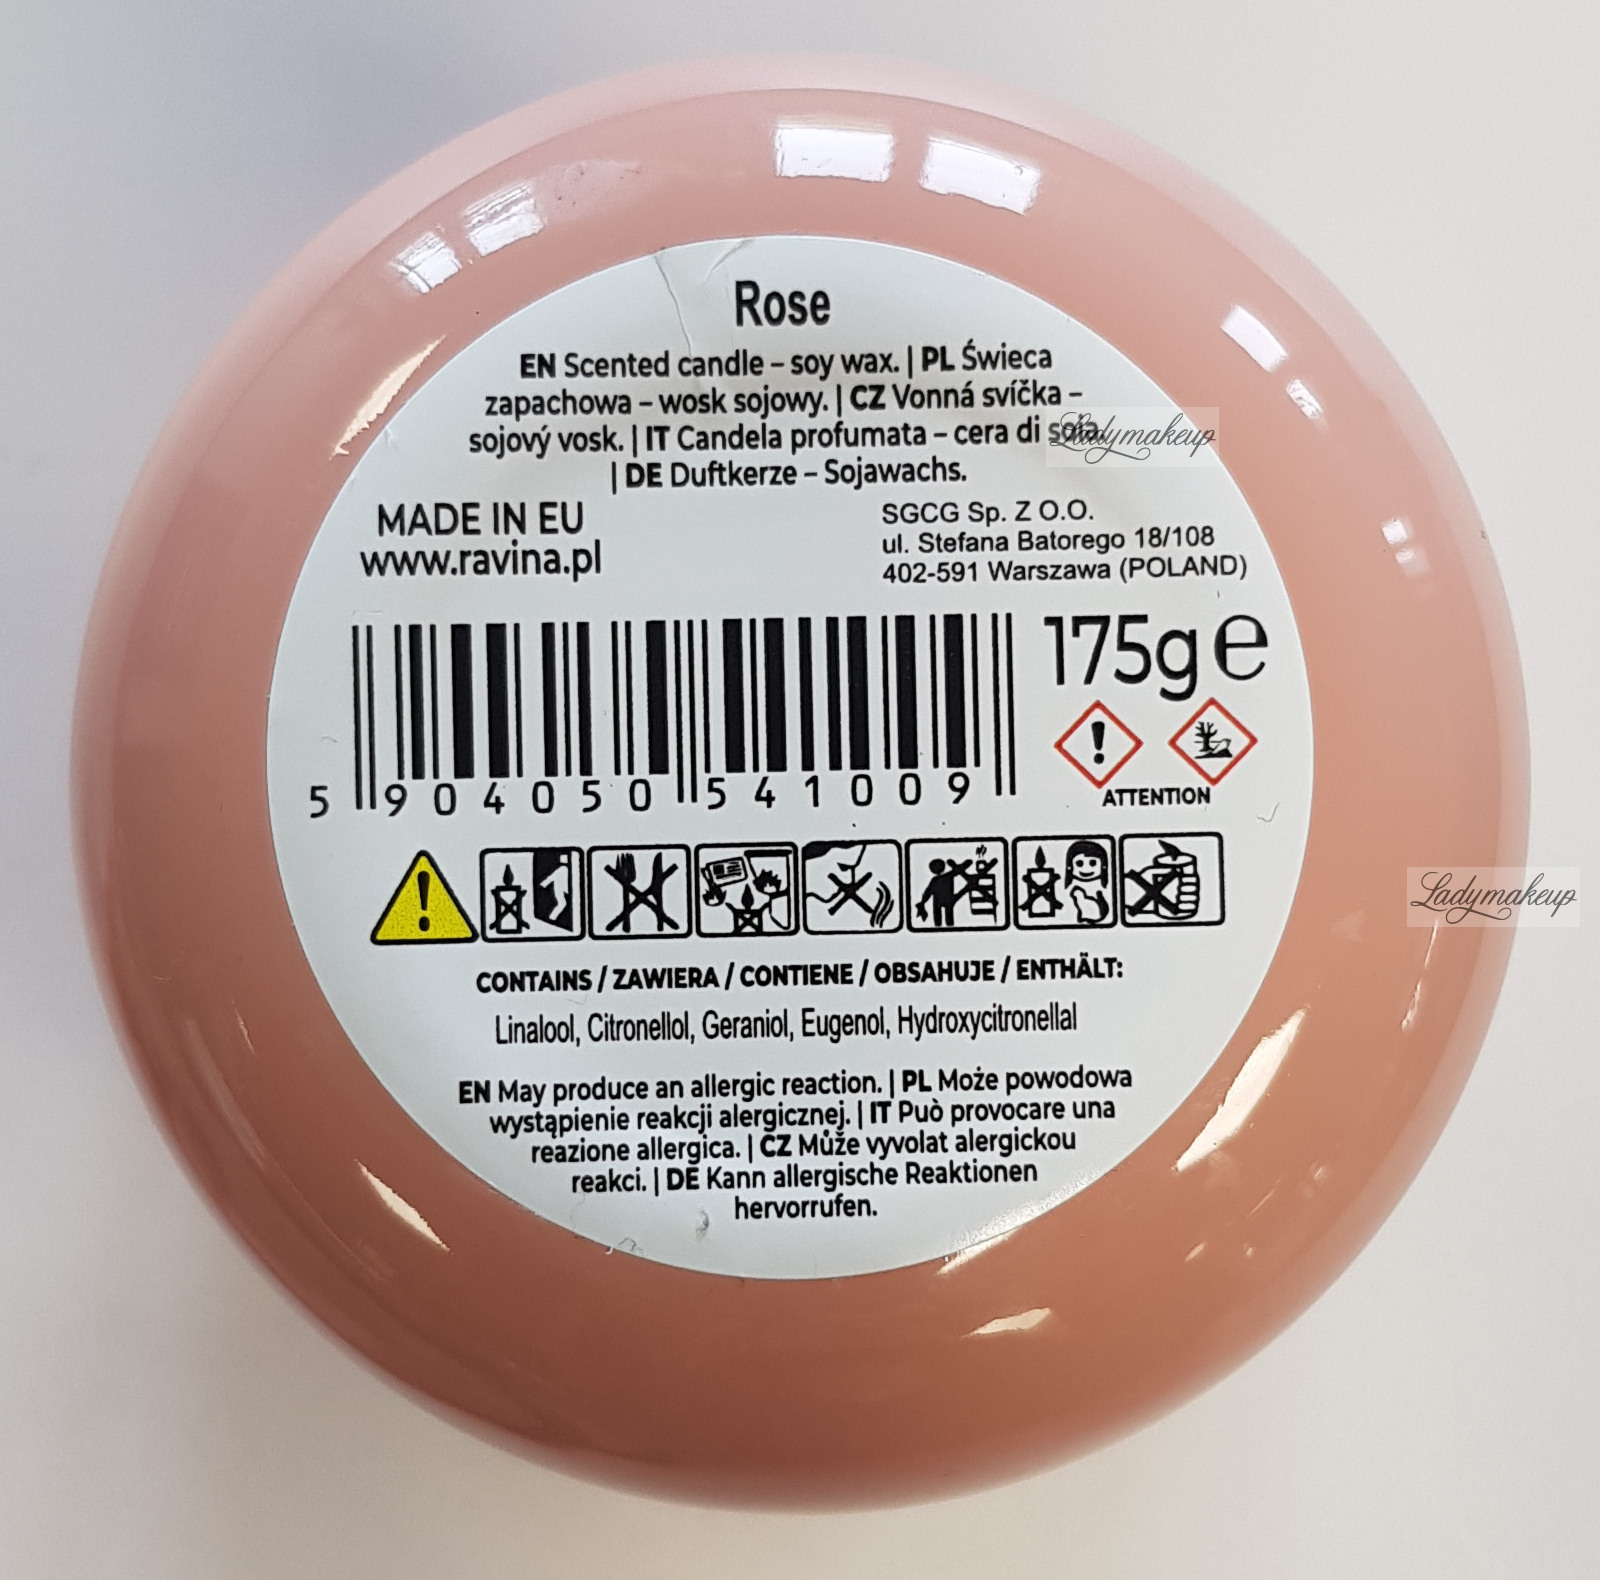 Rose
EN Scented candle – soy wax. | PL Świeca
zapachowa – wosk sojowy. | CZ Vonná svíčka –
sojový vosk. | IT Candela profumata – cera di soia.
| DE Duftkerze – Sojawachs.
Ladymakeup
MADE IN EU
www.ravina.pl
SGCG Sp. Z O.O.
ul. Stefana Batorego 18/108
402-591 Warszawa (POLAND)
175g e
5 904050 541009
ATTENTION
Ladymakeup
CONTAINS / ZAWIERA / CONTIENE / OBSAHUJE / ENTHÄLT:
Linalool, Citronellol, Geraniol, Eugenol, Hydroxycitronellal
EN May produce an allergic reaction. | PL Może powodowa
wystąpienie reakcji alergicznej. | IT Può provocare una
reazione allergica. | CZ Může vyvolat alergickou
reakci. | DE Kann allergische Reaktionen
hervorrufen.